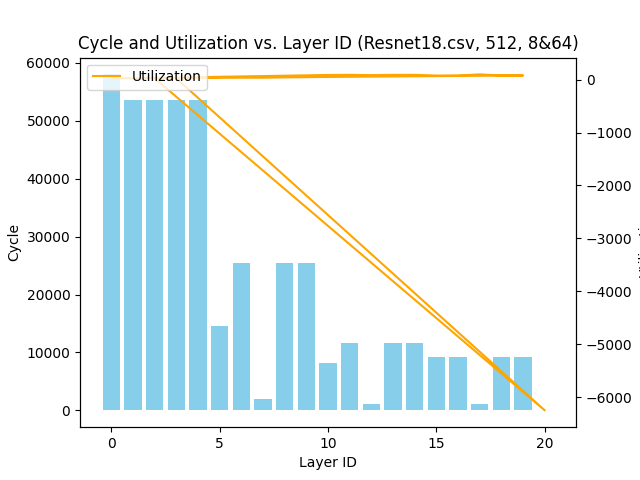 Cycle and Utilization vs. Layer ID (Resnet18.csv, 512, 8&64)
Utilization
60000
50000
40000
30000
20000
10000
0
Cycle
0
−1000
−2000
−3000
−4000
−5000
−6000
0 5 10 15 20
Layer ID